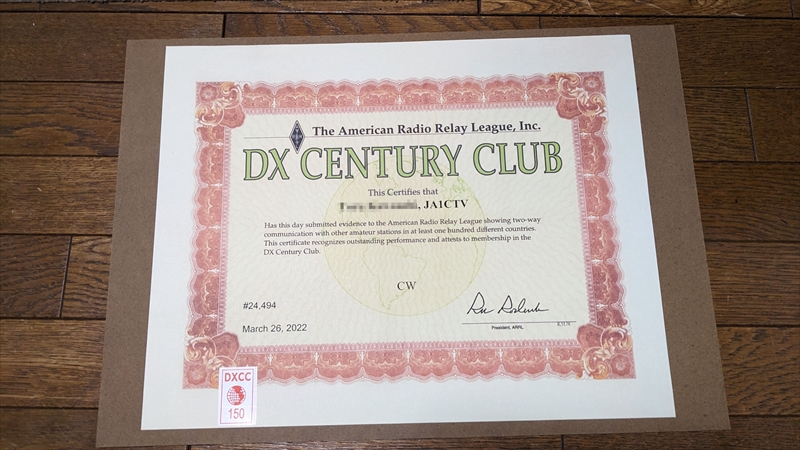 The American Radio Relay League, Inc.
DX CENTURY CLUB
This Certifies that
, JA1CTV
Has this day submitted evidence to the American Radio Relay League showing two-way
communication with other amateur stations in at least one hundred different countries.
This certificate recognizes outstanding performance and attests to membership in the
DX Century Club.
CW
#24,494
March 26, 2022
President, ARRL
DXCC
150